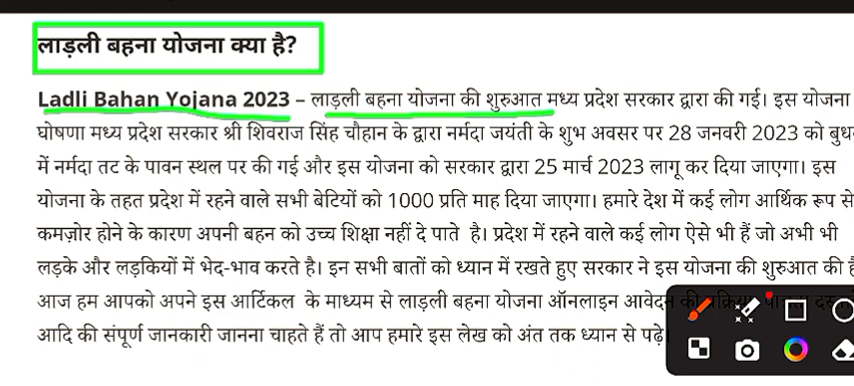 लाड़ली बहना योजना क्या है?
Ladli Bahan Yojana 2023 – लाड़ली बहना योजना की शुरुआत मध्य प्रदेश सरकार द्वारा की गई। इस योजना
घोषणा मध्य प्रदेश सरकार श्री शिवराज सिंह चौहान के द्वारा नर्मदा जयंती के शुभ अवसर पर 28 जनवरी 2023 को
में नर्मदा तट के पावन स्थल पर की गई और इस योजना को सरकार द्वारा 25 मार्च 2023 लागू कर दिया जाएगा। इस
योजना के तहत प्रदेश में रहने वाले सभी बेटियों को 1000 प्रति माह दिया जाएगा। हमारे देश में कई लोग आर्थिक रूप से
कमज़ोर होने के कारण अपनी बहन को उच्च शिक्षा नहीं दे पाते है। प्रदेश में रहने वाले कई लोग ऐसे भी हैं जो अभी भी
लड़के और लड़कियों में भेद-भाव करते है। इन सभी बातों को ध्यान में रखते हुए सरकार ने इस योजना की शुरुआत की
आज हम आपको अपने इस आर्टिकल के माध्यम से लाड़ली बहना योजना ऑनलाइन आवेदन की
आदि की संपूर्ण जानकारी जानना चाहते हैं तो आप हमारे इस लेख को अंत तक ध्यान से पढ़े